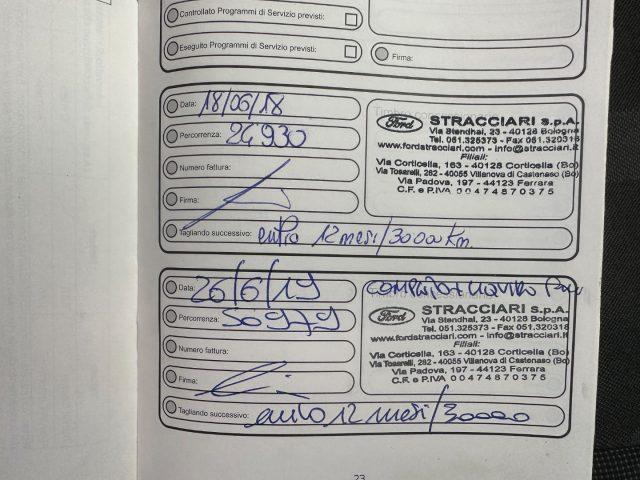 Controllato Programmi di Servizio previsti:
Eseguito Programmi di Servizio previsti:
Firma:
Data: 18/06/18
Percorrenza: 24930
Numero fattura:
Firma:
Tagliando successivo: entro 12 mesi/30000 km
Ford STRACCIARI S.p.A.
Via Stendhal, 23 - 40128 Bologna
Tel. 051.325373 - Fax 051.320318
www.fordstracciari.com - info@stracciari.it
Filiali:
Via Corticella, 163 - 40128 Corticella (Bo)
Via Tosarelli, 282 - 40055 Villanova di Castenaso (Bo)
Via Padova, 197 - 44123 Ferrara
C.F. e P.IVA 00474870375
Data: 26/6/19
Percorrenza: 50979
Numero fattura:
Firma:
Tagliando successivo: entro 12 mesi/30000
LIQUIDO
Ford STRACCIARI S.p.A.
Via Stendhal, 23 - 40128 Bologna
Tel. 051.325373 - Fax 051.320318
www.fordstracciari.com - info@stracciari.it
Filiali:
Via Corticella, 163 - 40128 Corticella (Bo)
Via Tosarelli, 282 - 40055 Villanova di Castenaso (Bo)
Via Padova, 197 - 44123 Ferrara
C.F. e P.IVA 00474870375
23